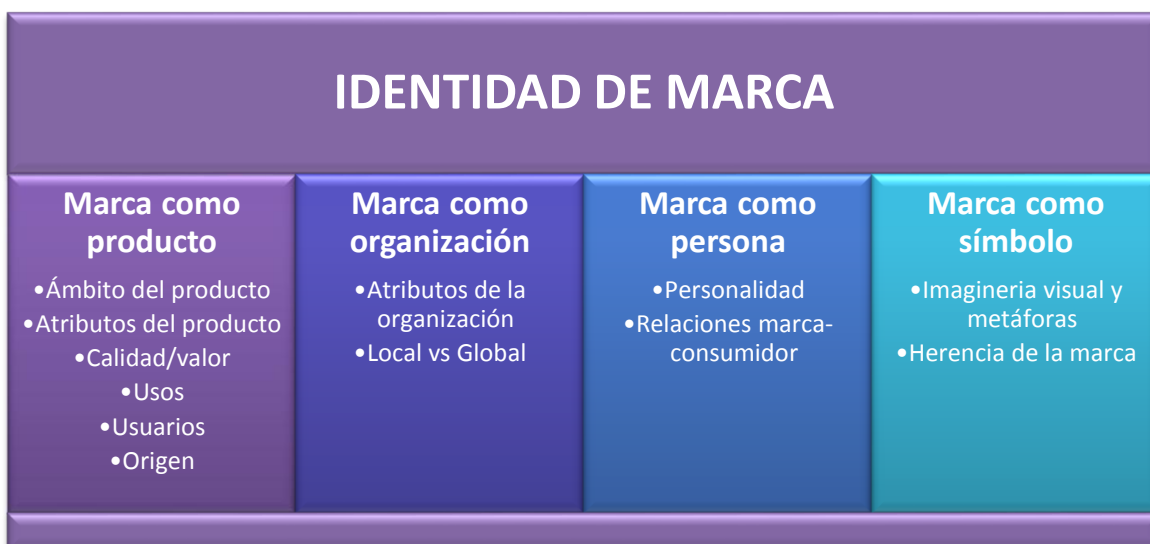 IDENTIDAD DE MARCA
Marca como
producto
•Ámbito del producto
•Atributos del producto
•Calidad/valor
•Usos
•Usuarios
•Origen
Marca como
organización
•Atributos de la
organización
•Local vs Global
Marca como
persona
•Personalidad
•Relaciones marca-
consumidor
Marca como
símbolo
•Imagineria visual y
metáforas
•Herencia de la marca